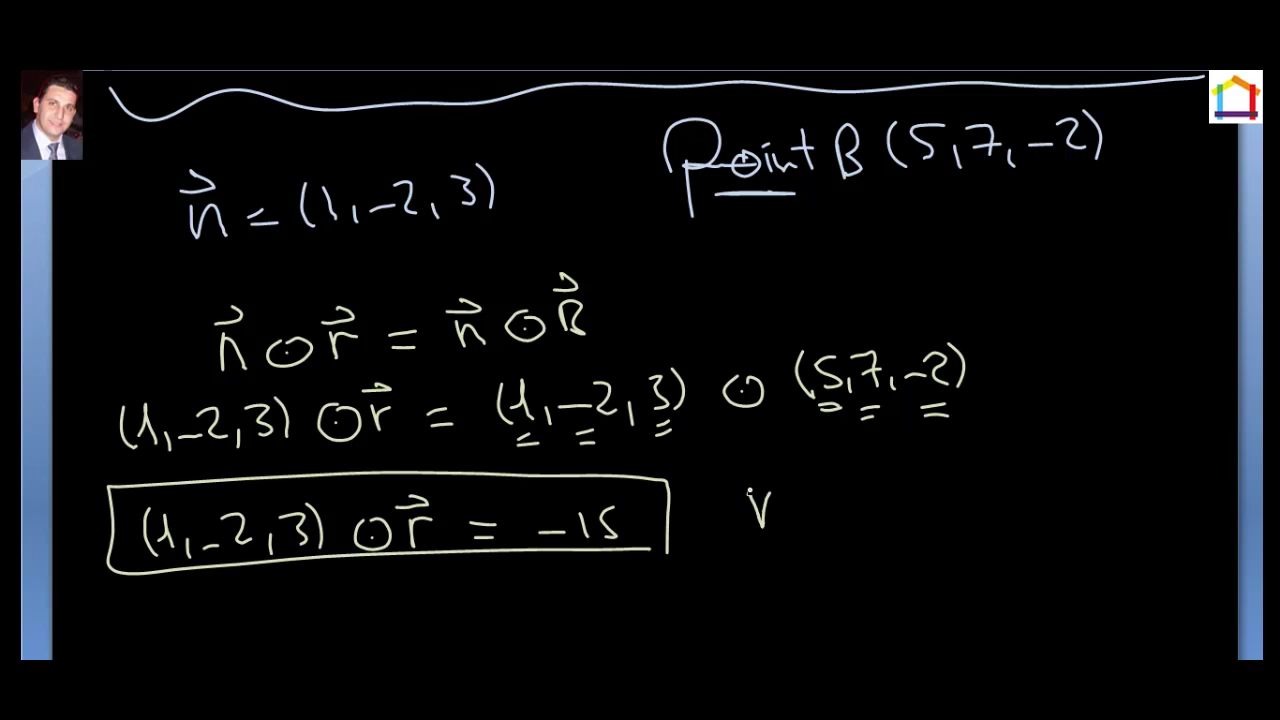 Point B (5, 7, -2)
n⃗ = (1, -2, 3)
n⃗ ⊙ r⃗ = n⃗ ⊙ B⃗
(1, -2, 3) ⊙ r⃗ = (1, -2, 3) ⊙ (5, 7, -2)
(1, -2, 3) ⊙ r⃗ = -15 V